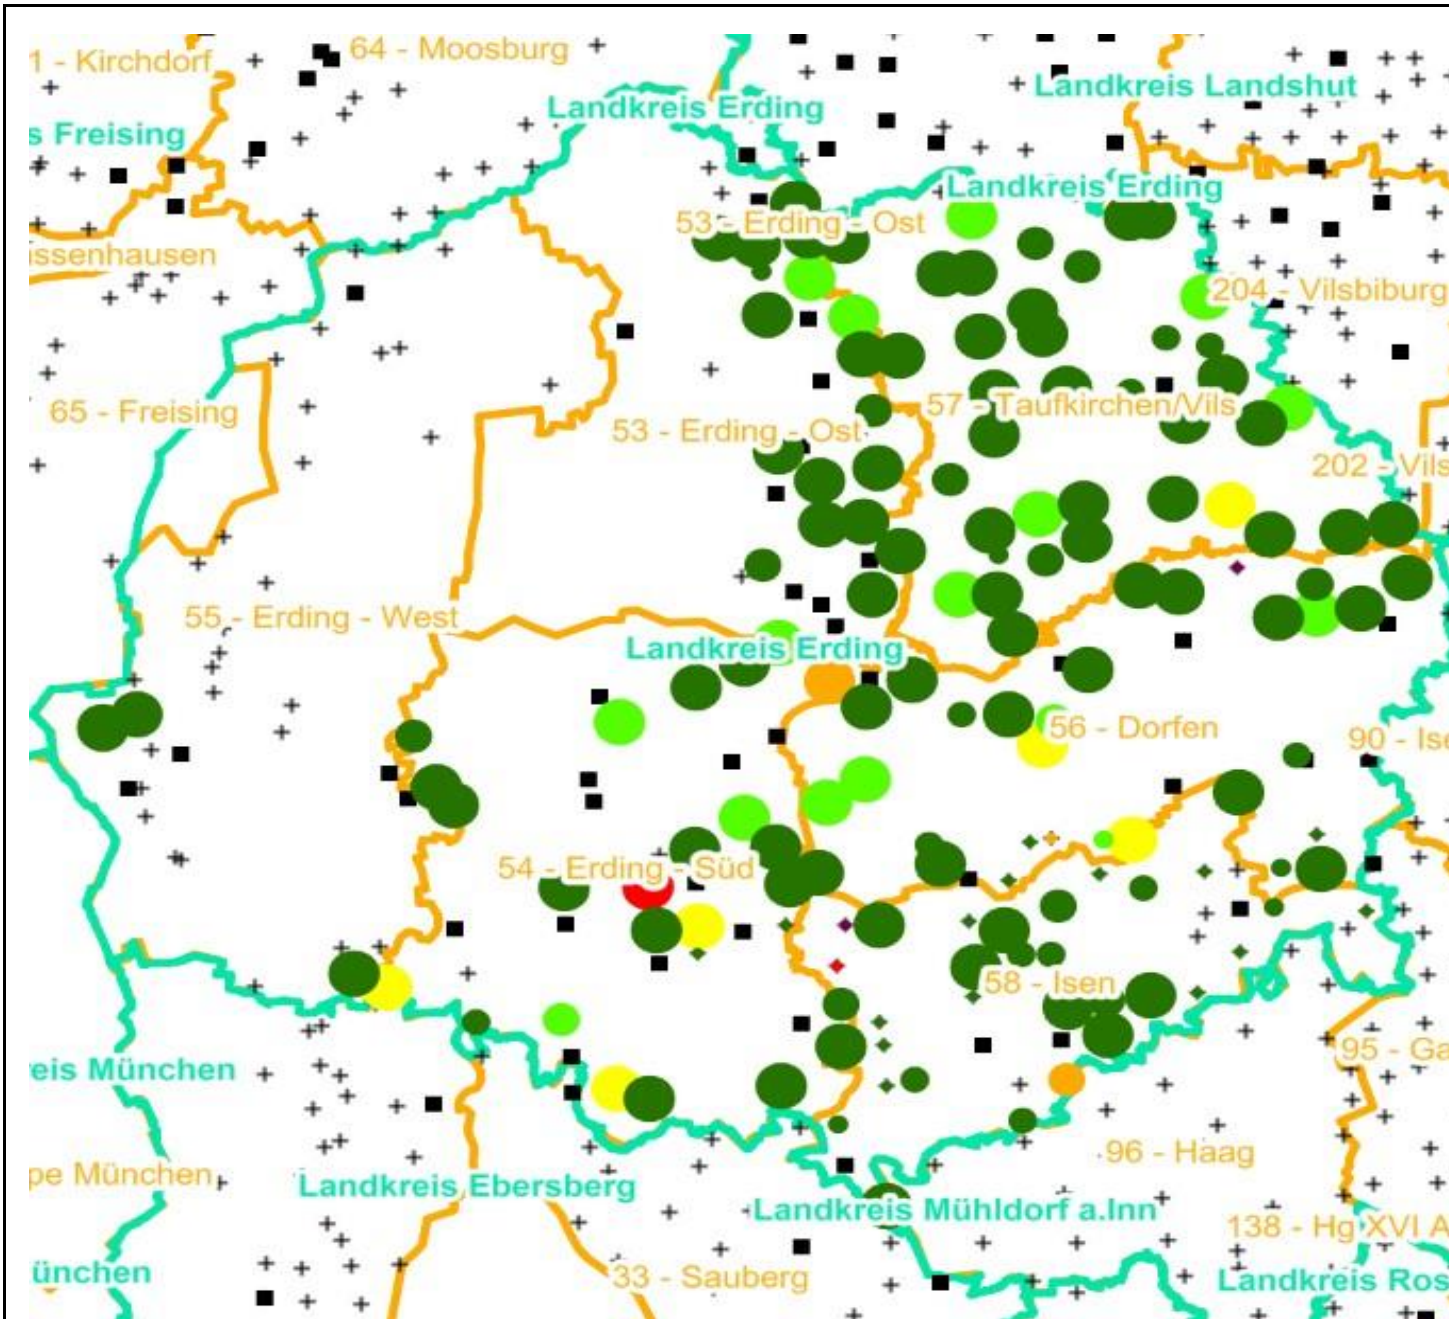 64 - Moosburg
1 - Kirchdorf
Landkreis Landshut
Landkreis Erding
s Freising
Landkreis Erding
53 - Erding - Ost
issenhausen
204 - Vilsbiburg
57 - Taufkirchen/Vils
65 - Freising
53 - Erding - Ost
202 - Vils
55 - Erding - West
Landkreis Erding
56 - Dorfen
90 - Ise
54 - Erding - Süd
58 - Isen
95 - Ga
eis München
96 - Haag
pe München
Landkreis Ebersberg
Landkreis Mühldorf a.Inn
138 - Hg XVI A
ünchen
33 - Sauberg
Landkreis Ros